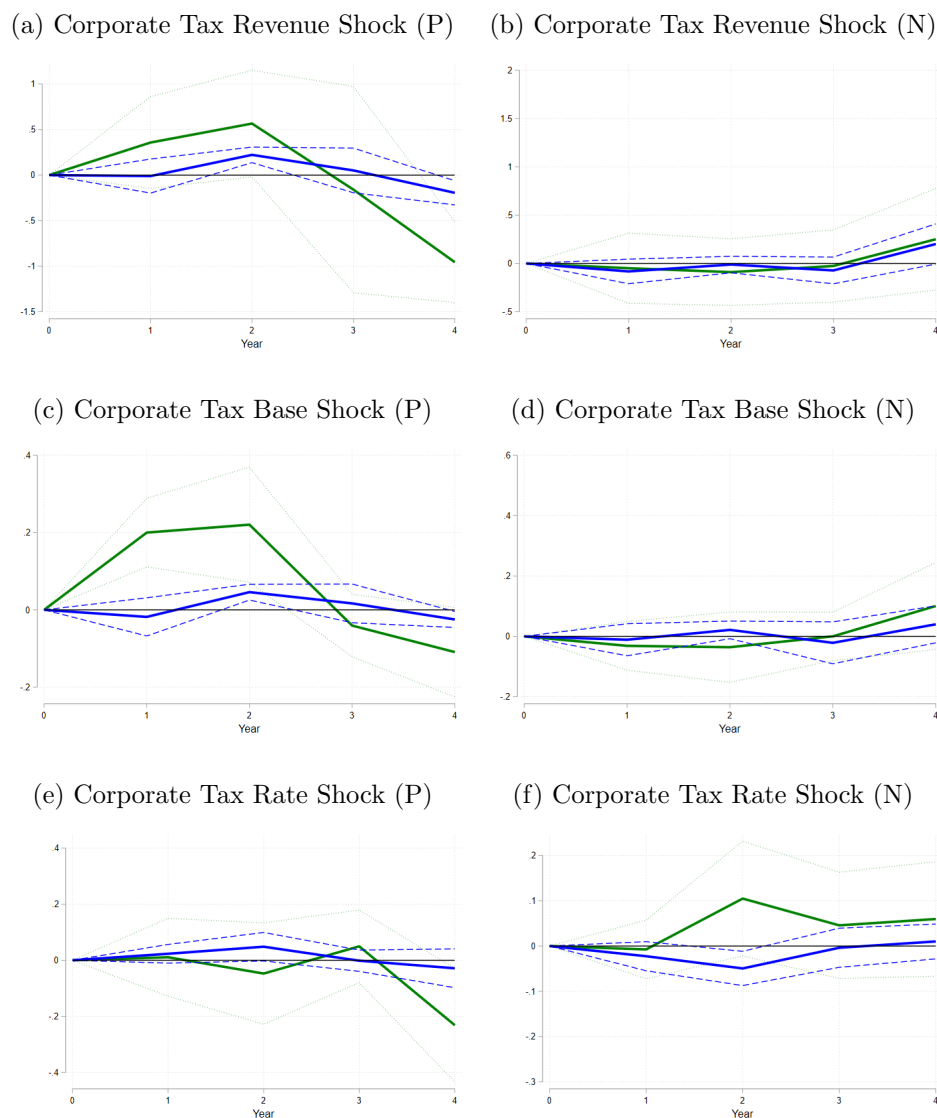 (a) Corporate Tax Revenue Shock (P)
(b) Corporate Tax Revenue Shock (N)
1
.5
0
-.5
-1
-1.5
0 1 2 3 4
Year
2
1.5
1
.5
0
-.5
0 1 2 3 4
Year
(c) Corporate Tax Base Shock (P)
(d) Corporate Tax Base Shock (N)
.4
.2
0
-.2
0 1 2 3 4
Year
.6
.4
.2
0
-.2
0 1 2 3 4
Year
(e) Corporate Tax Rate Shock (P)
(f) Corporate Tax Rate Shock (N)
.4
.2
0
-.2
-.4
0 1 2 3 4
Year
.2
.1
0
-.1
-.2
-.3
0 1 2 3 4
Year